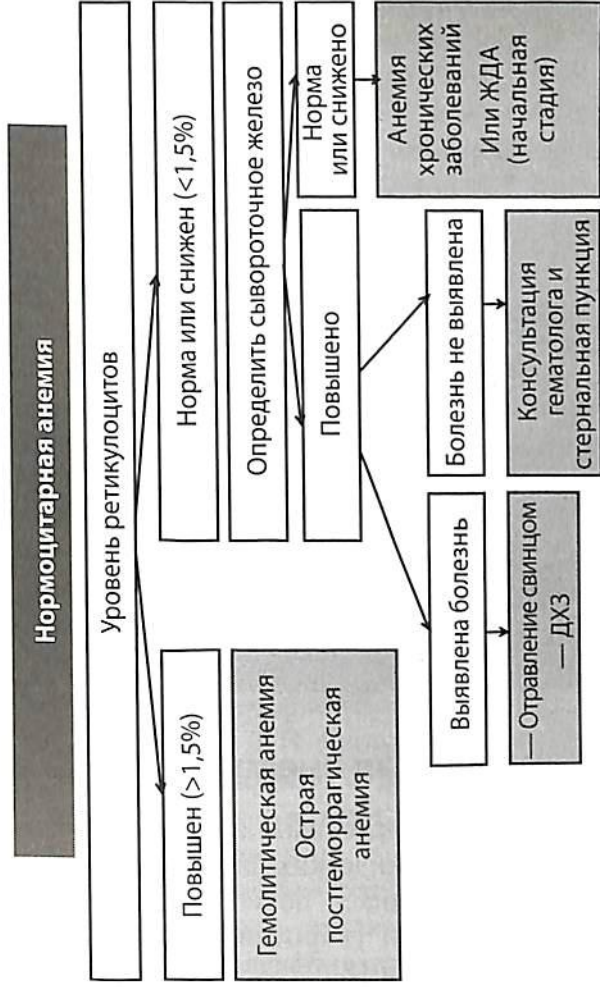 Нормоцитарная анемия
Уровень ретикулоцитов
Повышен (>1,5%)
Гемолитическая анемия
Острая
постгеморрагическая
анемия
Норма или снижен (<1,5%)
Определить сывороточное железо
Повышено
Выявлена болезнь
— Отравление свинцом
— ДХЗ
Болезнь не выявлена
Консультация
гематолога и
стернальная пункция
Норма
или снижено
Анемия
хронических
заболеваний
Или ЖДА
(начальная
стадия)